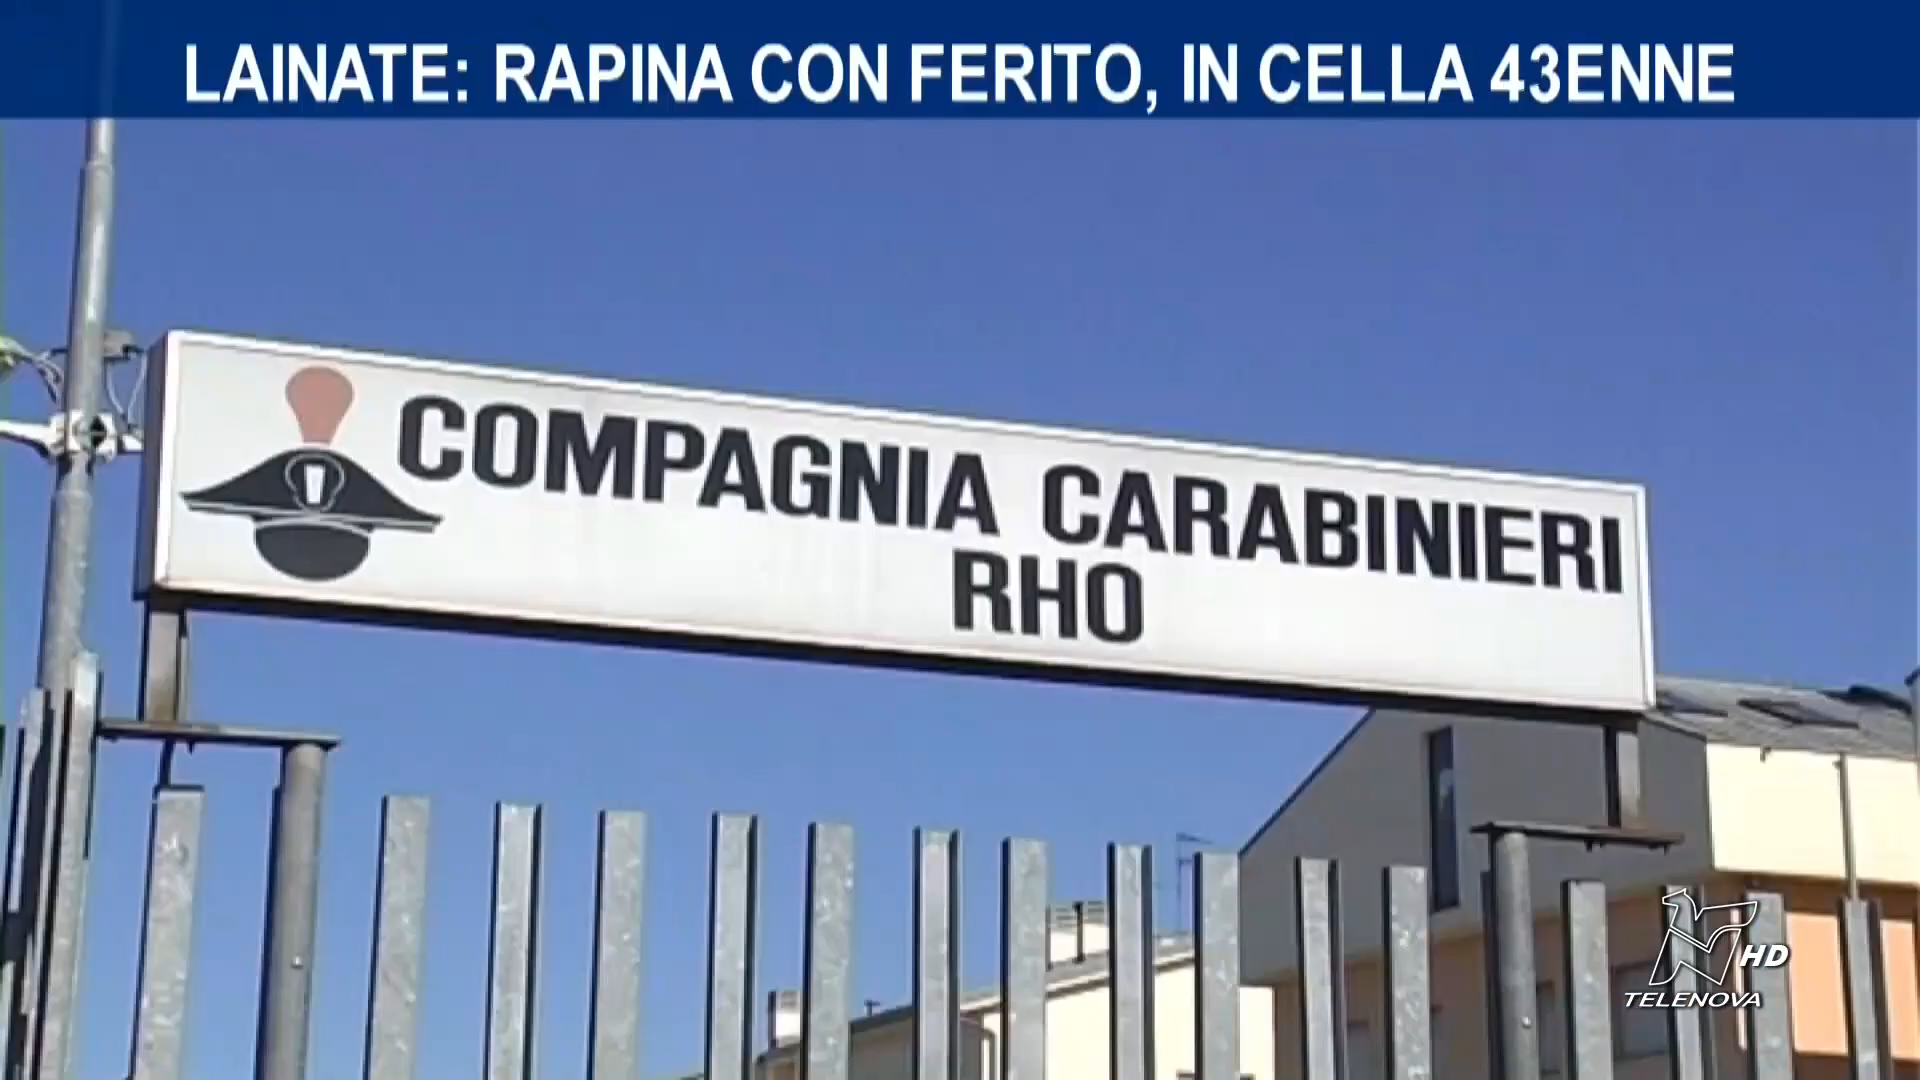 LAINATE: RAPINA CON FERITO, IN CELLA 43ENNE
COMPAGNIA CARABINIERI
RHO
HD
TELENOVA